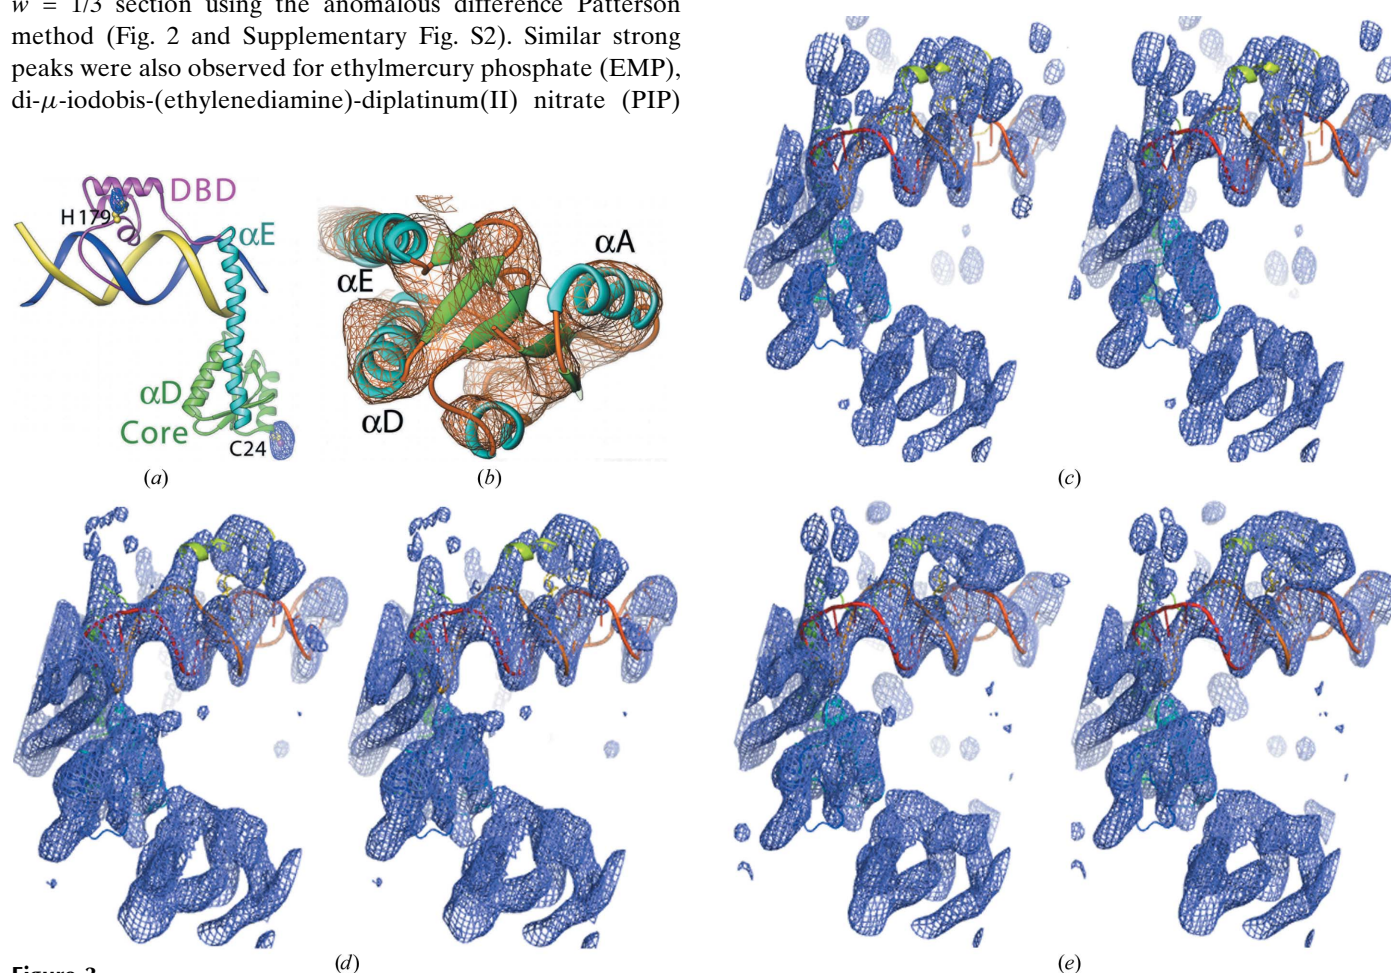 w = 1/3 section using the anomalous difference Patterson
method (Fig. 2 and Supplementary Fig. S2). Similar strong
peaks were also observed for ethylmercury phosphate (EMP),
di-μ-iodobis-(ethylenediamine)-diplatinum(II) nitrate (PIP)
DBD
H179
αE
αD
Core
C24
(a)
αE
αA
αD
(b)
(c)
(d)
(e)